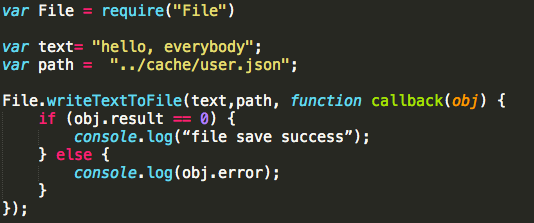 var File = require("File")
var text= "hello, everybody";
var path =  "../cache/user.json";
File.writeTextToFile(text,path, function callback(obj) {
    if (obj.result == 0) {
        console.log(“file save success”);
    } else {
        console.log(obj.error);
    }
});